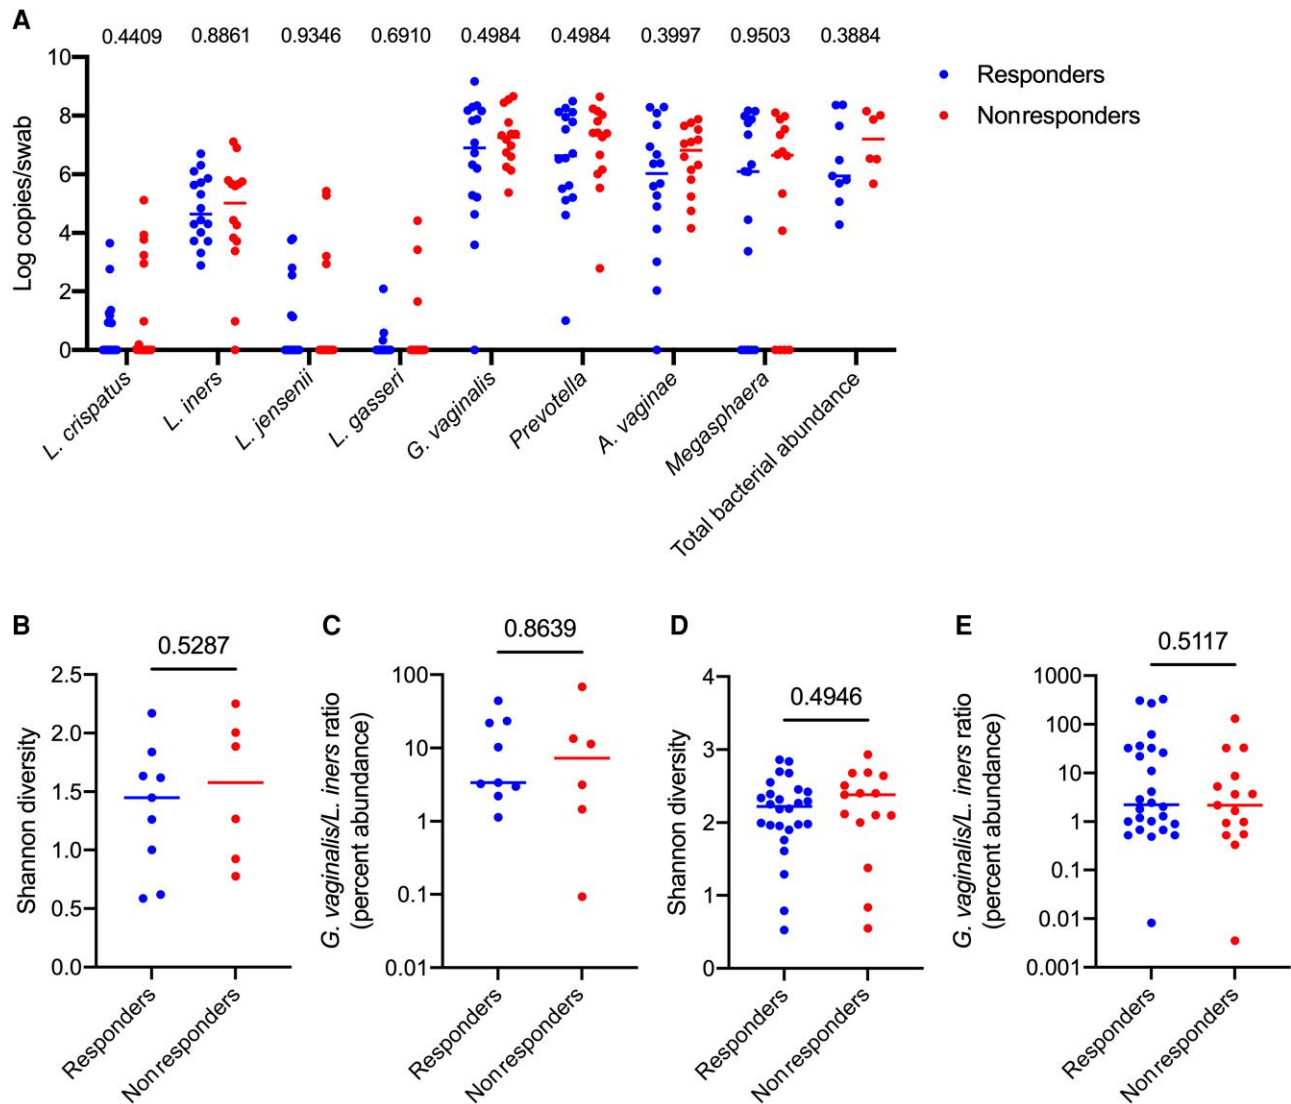 A
0.4409 0.8861 0.9346 0.6910 0.4984 0.4984 0.3997 0.9503 0.3884
Responders
Nonresponders
Log copies/swab
10
8
6
4
2
0
L. crispatus
L. iners
L. jensenii
L. gasseri
G. vaginalis
Prevotella
A. vaginae
Megasphaera
Total bacterial abundance
B
0.5287
Shannon diversity
2.5
2.0
1.5
1.0
0.5
0.0
Responders
Nonresponders
C
0.8639
G. vaginalis/L. iners ratio
(percent abundance)
100
10
1
0.1
0.01
Responders
Nonresponders
D
0.4946
Shannon diversity
4
3
2
1
0
Responders
Nonresponders
E
0.5117
G. vaginalis/L. iners ratio
(percent abundance)
1000
100
10
1
0.1
0.01
0.001
Responders
Nonresponders